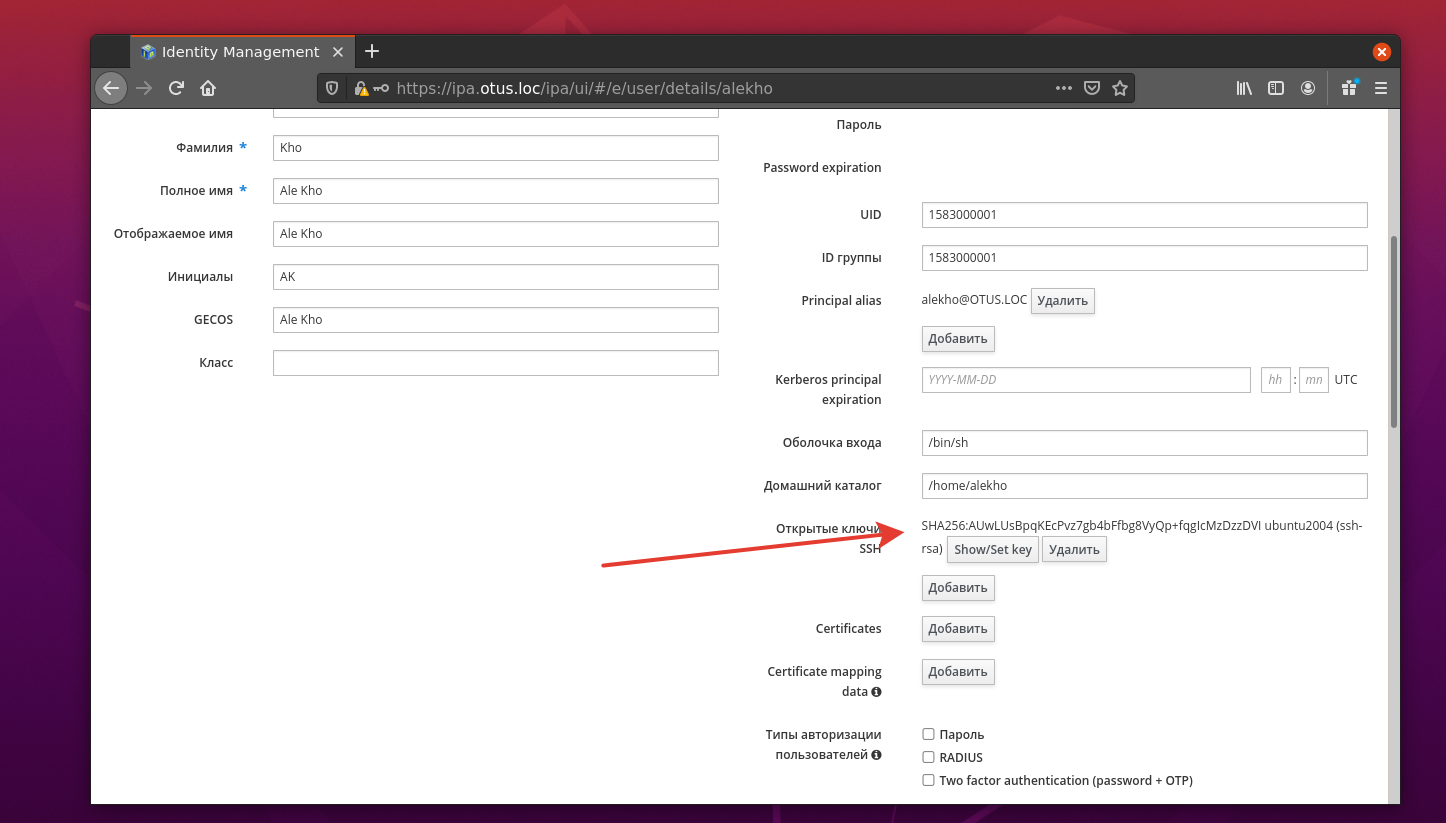 Identity Management
https://ipa.otus.loc/ipa/ui/#/e/user/details/alekho
Фамилия *
Kho
Полное имя *
Ale Kho
Отображаемое имя
Ale Kho
Инициалы
AK
GECOS
Ale Kho
Класс
Пароль
Password expiration
UID
1583000001
ID группы
1583000001
Principal alias
alekho@OTUS.LOC Удалить
Добавить
Kerberos principal
expiration
YYYY-MM-DD
hh : mn UTC
Оболочка входа
/bin/sh
Домашний каталог
/home/alekho
Открытые ключи
SSH
SHA256:AUwLUsBpqKEcPvz7gb4bFfbg8VyQp+fqgIcMzDzzDVI ubuntu2004 (ssh-
rsa) Show/Set key Удалить
Добавить
Certificates
Добавить
Certificate mapping
data
Добавить
Типы авторизации
пользователей
Пароль
RADIUS
Two factor authentication (password + OTP)